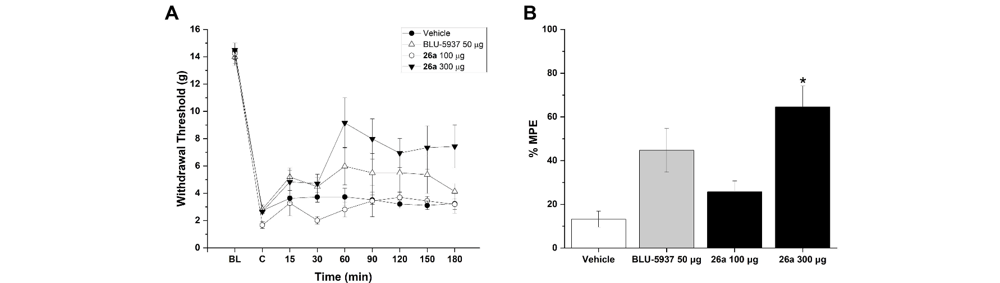 A
Withdrawal Threshold (g)
16
14
12
10
8
6
4
2
0
Vehicle
BLU-5937 50 μg
26a 100 μg
26a 300 μg
BL C 15 30 60 90 120 150 180
Time (min)
B
% MPE
100
80
60
40
20
0
*
Vehicle BLU-5937 50 μg 26a 100 μg 26a 300 μg